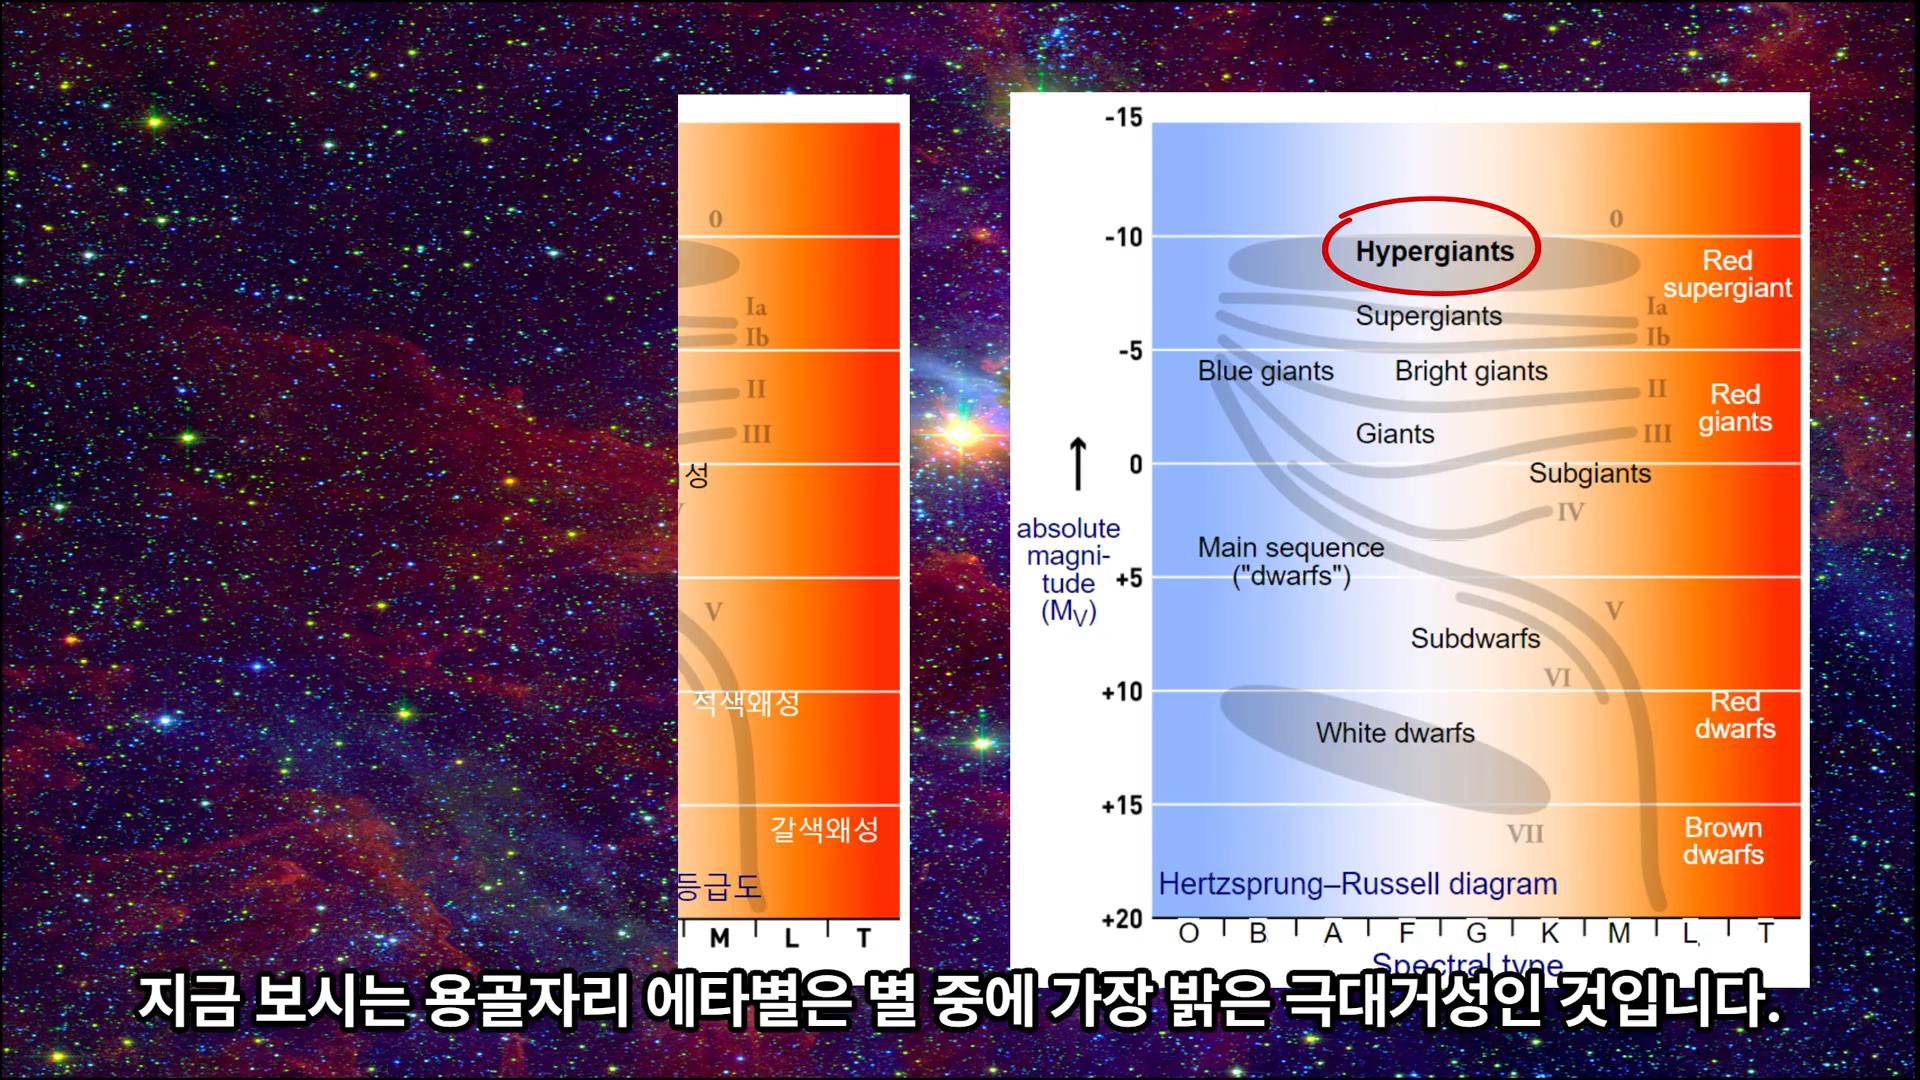 0
Ia
Ib
II
III
성
V
적색왜성
갈색왜성
등급도
M L T
-15
-10
-5
0
+5
+10
+15
+20
absolute
magni-
tude
(MV)
0
Hypergiants
Red
supergiant
Ia
Supergiants
Ib
Blue giants
Bright giants
II
Red
giants
Giants
III
Subgiants
IV
Main sequence
("dwarfs")
V
Subdwarfs
VI
Red
dwarfs
White dwarfs
VII
Brown
dwarfs
Hertzsprung–Russell diagram
O B A F G K M L T
Spectral type
지금 보시는 용골자리 에타별은 별 중에 가장 밝은 극대거성인 것입니다.